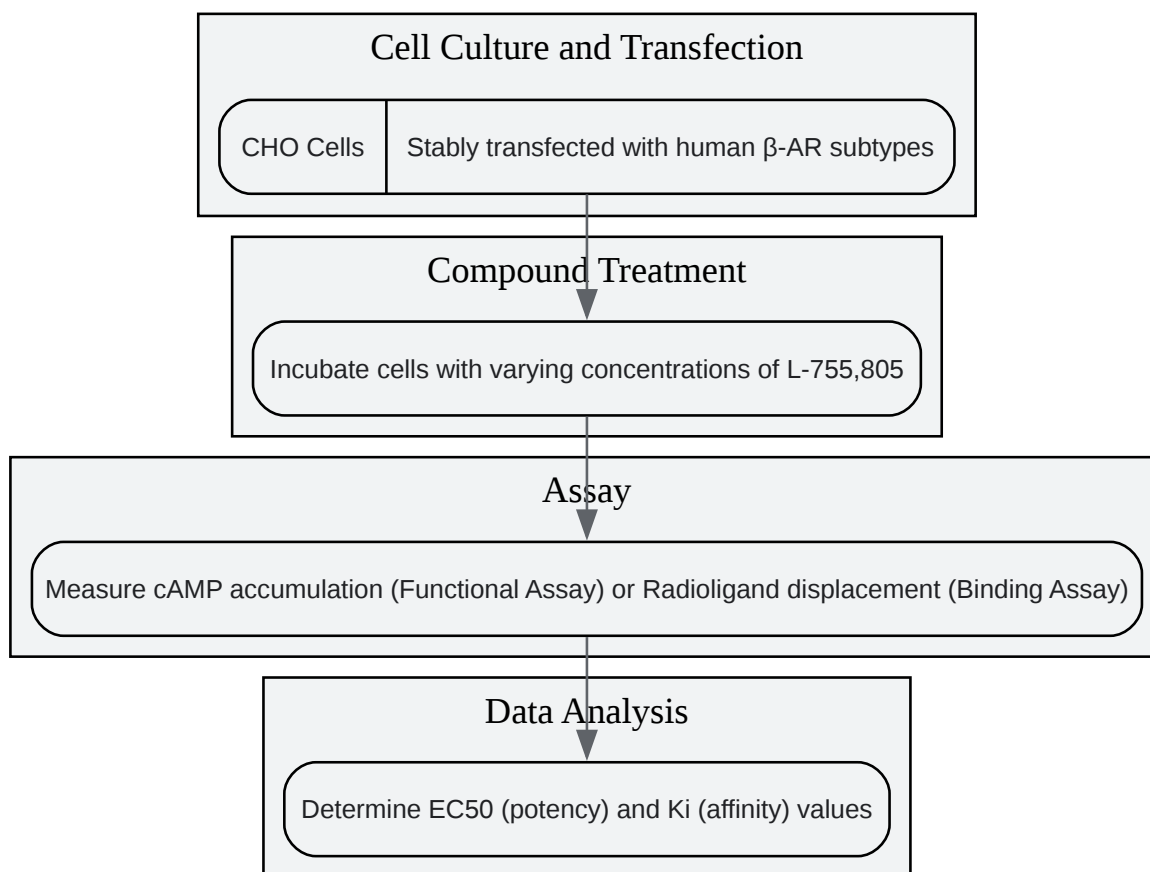 Cell Culture and Transfection
CHO Cells
Stably transfected with human β-AR subtypes
Compound Treatment
Incubate cells with varying concentrations of L-755,805
Assay
Measure cAMP accumulation (Functional Assay) or Radioligand displacement (Binding Assay)
Data Analysis
Determine EC50 (potency) and Ki (affinity) values